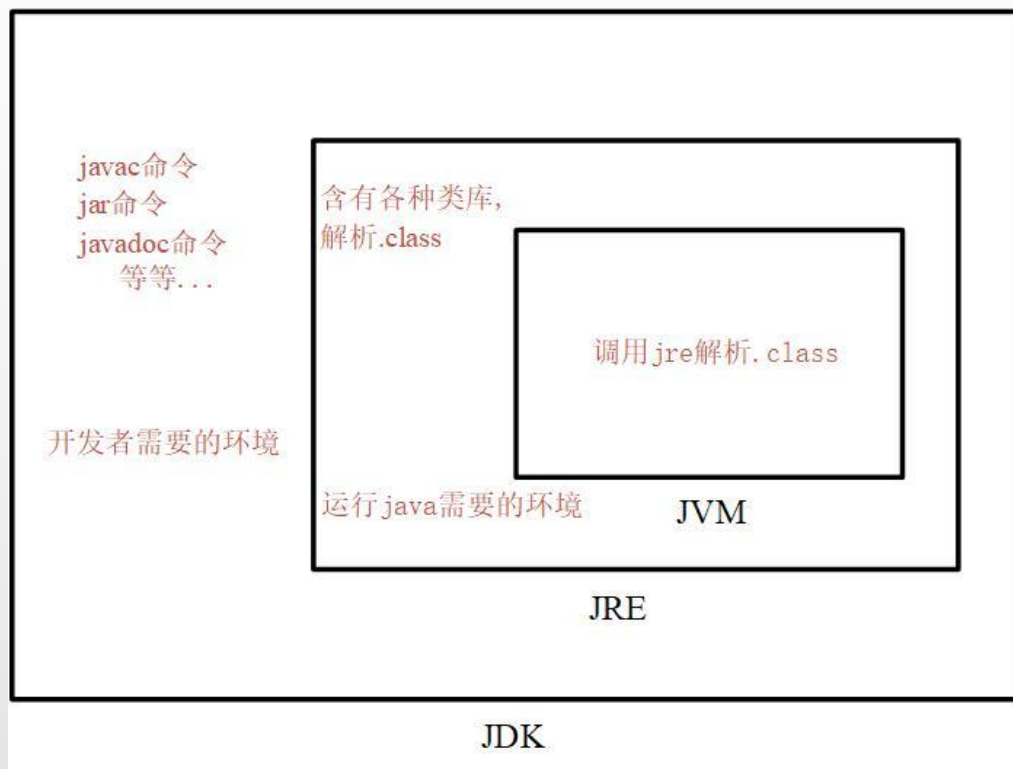 javac命令
jar命令
javadoc命令
等等...
开发者需要的环境
含有各种类库,
解析.class
运行java需要的环境
调用jre解析.class
JVM
JRE
JDK